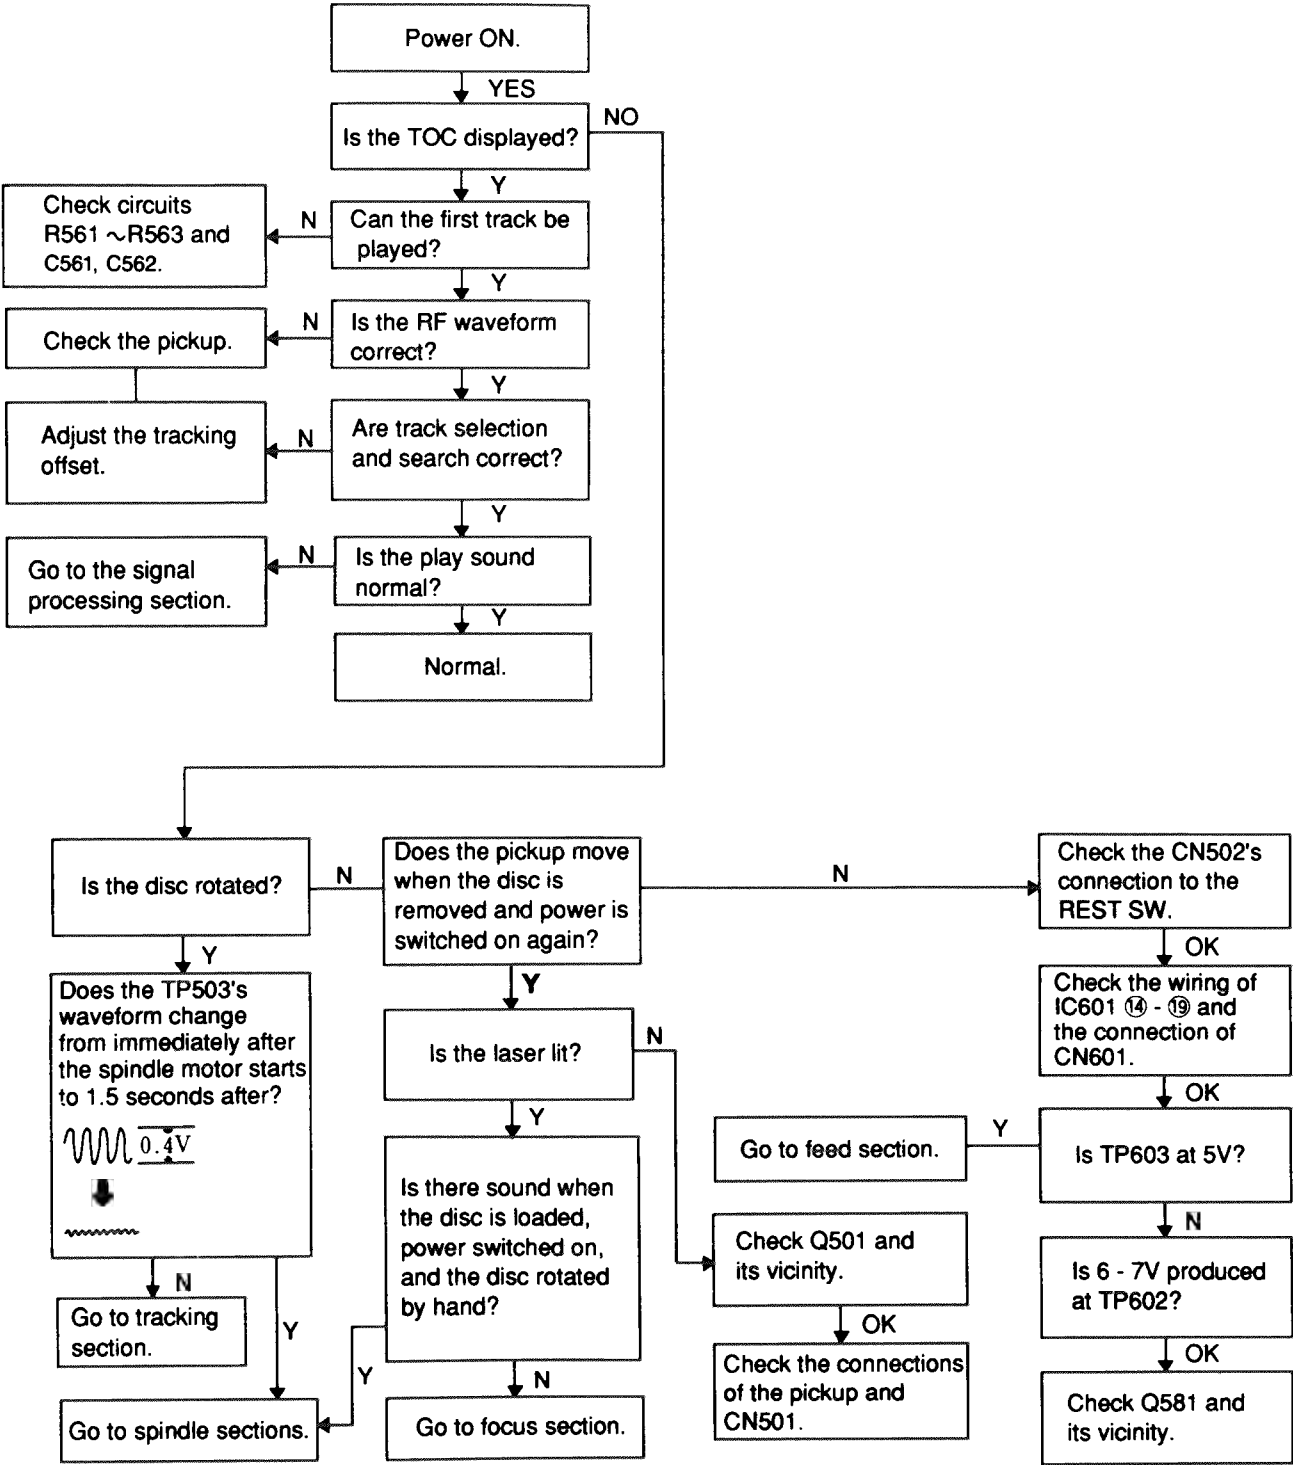 Power ON.
YES
NO
Is the TOC displayed?
Y
Check circuits
R561 ~R563 and
C561, C562.
N
Can the first track be
played?
Y
Check the pickup.
N
Is the RF waveform
correct?
Y
Adjust the tracking
offset.
N
Are track selection
and search correct?
Y
Go to the signal
processing section.
N
Is the play sound
normal?
Y
Normal.
Is the disc rotated?
N
Does the pickup move
when the disc is
removed and power is
switched on again?
N
Check the CN502's
connection to the
REST SW.
Y
Y
OK
Does the TP503's
waveform change
from immediately after
the spindle motor starts
to 1.5 seconds after?
0.4V
Is the laser lit?
N
Check the wiring of
IC601 ⑭ - ⑲ and
the connection of
CN601.
Y
OK
Go to feed section.
Y
Is TP603 at 5V?
Is there sound when
the disc is loaded,
power switched on,
and the disc rotated
by hand?
Check Q501 and
its vicinity.
N
Is 6 - 7V produced
at TP602?
N
Go to tracking
section.
Y
Y
N
OK
OK
Check the connections
of the pickup and
CN501.
Check Q581 and
its vicinity.
Go to spindle sections.
Go to focus section.